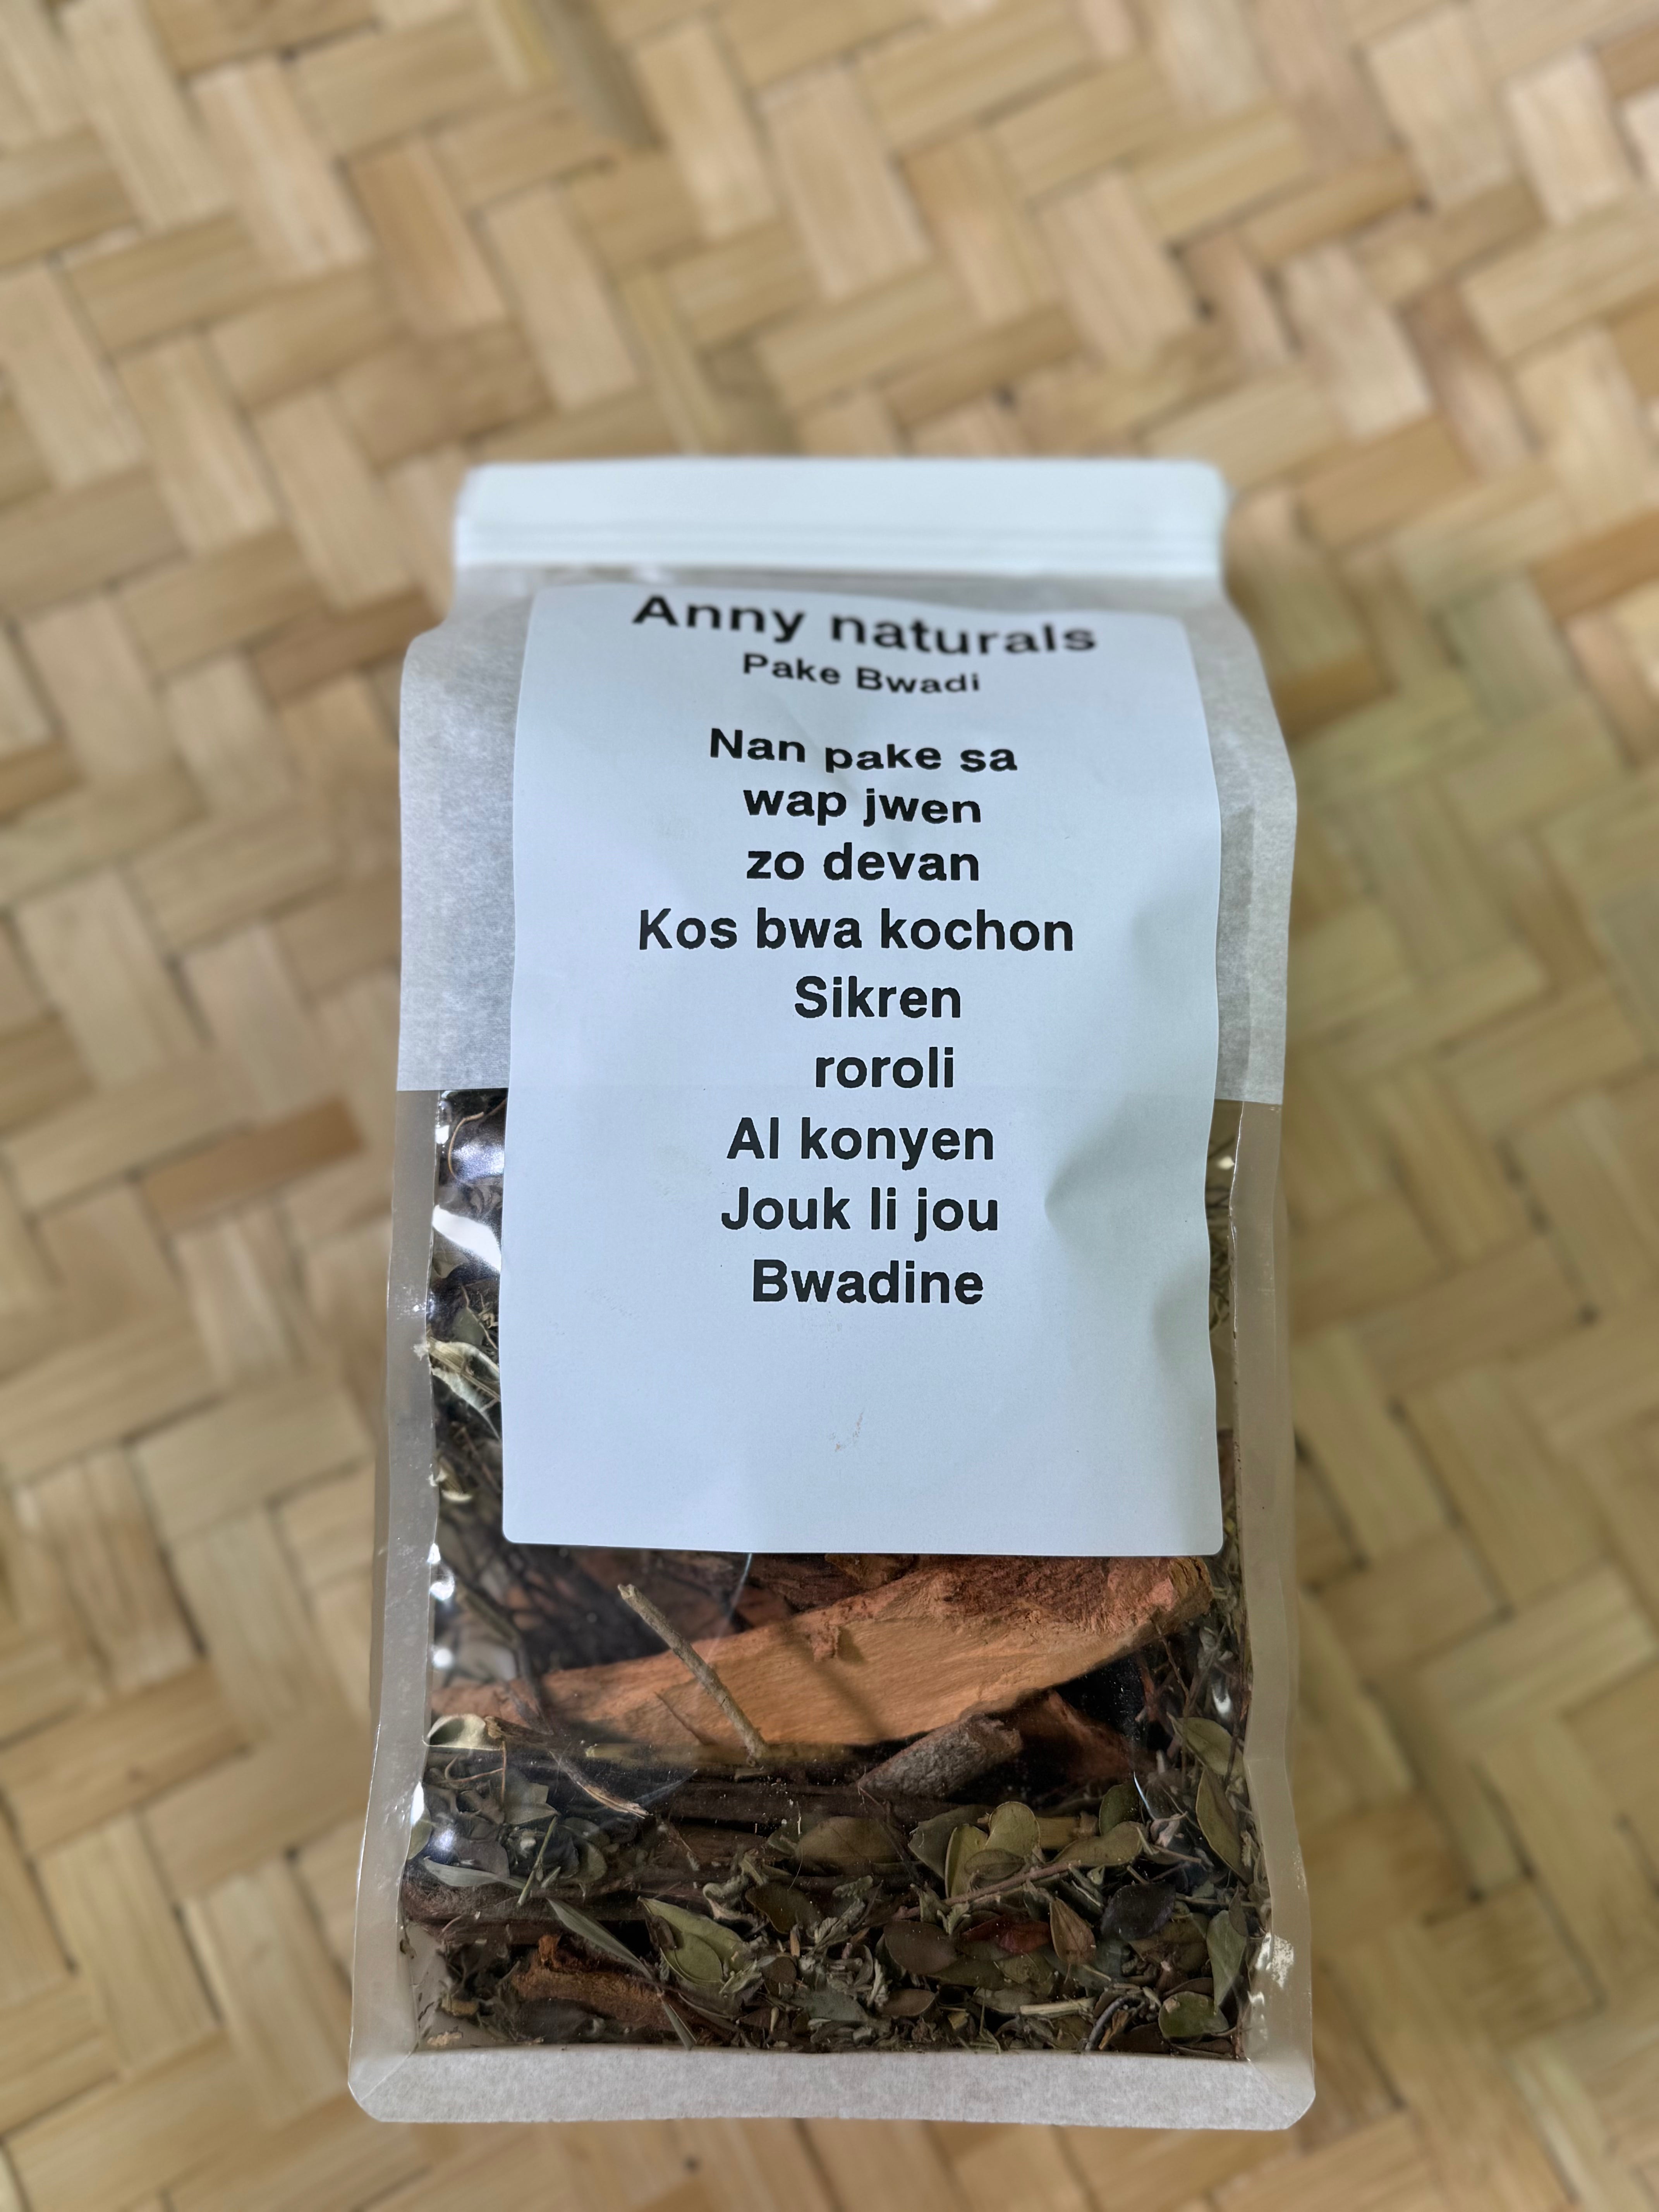 Anny naturals
Pake Bwadi
Nan pake sa
wap jwen
zo devan
Kos bwa kochon
Sikren
roroli
Al konyen
Jouk li jou
Bwadine